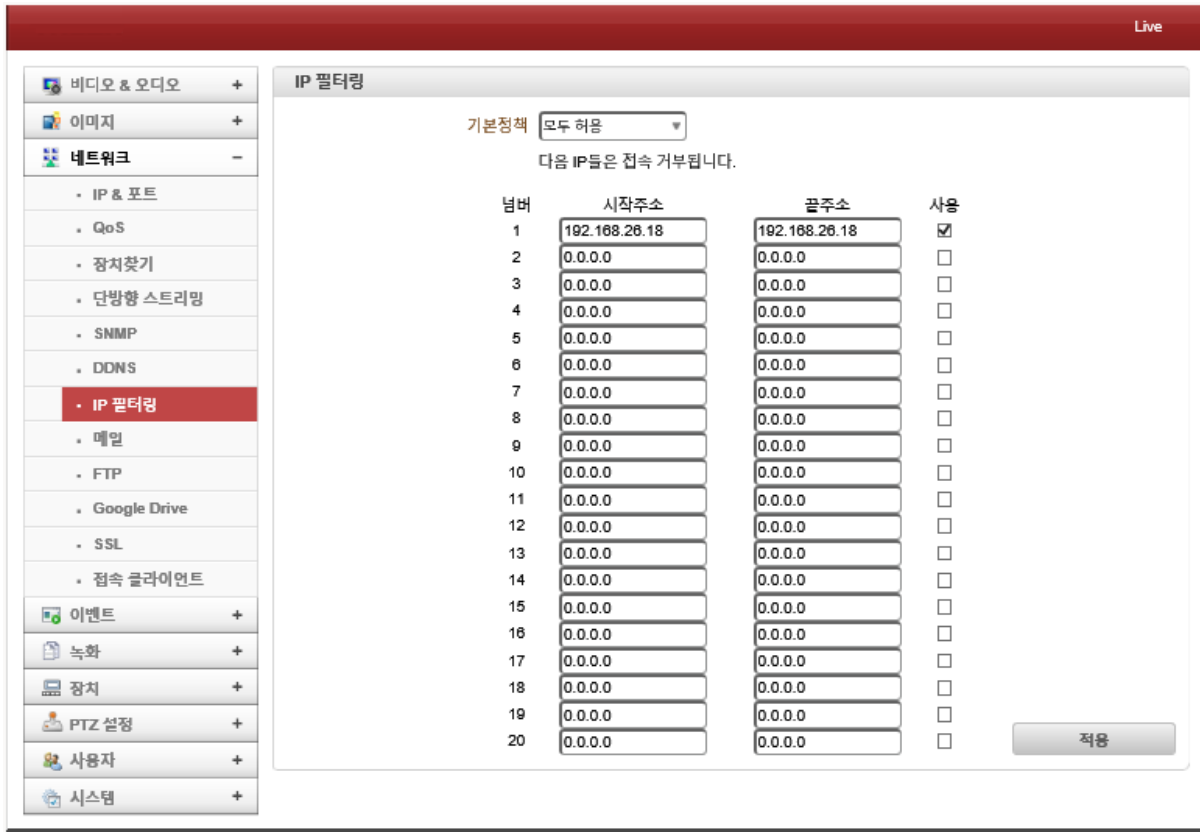 Live
비디오 & 오디오 +
이미지 +
네트워크 −
· IP & 포트
· QoS
· 장치찾기
· 단방향 스트리밍
· SNMP
· DDNS
· IP 필터링
· 메일
· FTP
· Google Drive
· SSL
· 접속 클라이언트
이벤트 +
녹화 +
장치 +
PTZ 설정 +
사용자 +
시스템 +
IP 필터링
기본정책 모두 허용
다음 IP들은 접속 거부됩니다.
넘버 시작주소 끝주소 사용
1 192.168.26.18 192.168.26.18
2 0.0.0.0 0.0.0.0
3 0.0.0.0 0.0.0.0
4 0.0.0.0 0.0.0.0
5 0.0.0.0 0.0.0.0
6 0.0.0.0 0.0.0.0
7 0.0.0.0 0.0.0.0
8 0.0.0.0 0.0.0.0
9 0.0.0.0 0.0.0.0
10 0.0.0.0 0.0.0.0
11 0.0.0.0 0.0.0.0
12 0.0.0.0 0.0.0.0
13 0.0.0.0 0.0.0.0
14 0.0.0.0 0.0.0.0
15 0.0.0.0 0.0.0.0
16 0.0.0.0 0.0.0.0
17 0.0.0.0 0.0.0.0
18 0.0.0.0 0.0.0.0
19 0.0.0.0 0.0.0.0
20 0.0.0.0 0.0.0.0
적용